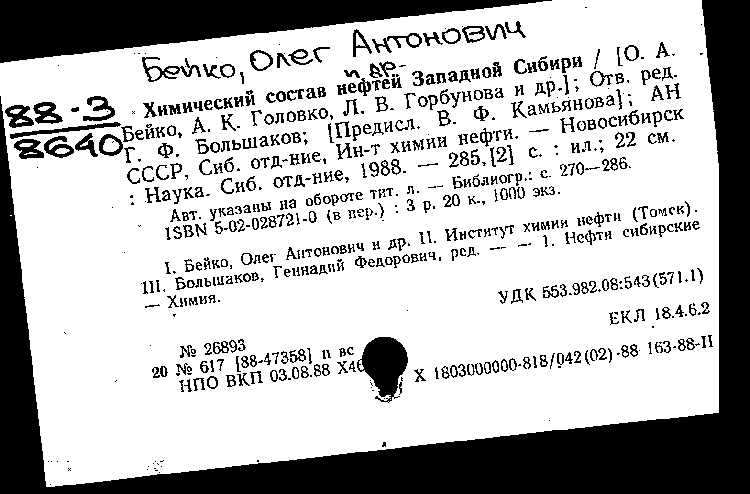 Бейко, Олег Антонович
и др.
88-3
8640
Химический состав нефтей Западной Сибири / [О. А.
Бейко, А. К. Головко, Л. В. Горбунова и др.]; Отв. ред.
Г. Ф. Большаков; [Предисл. В. Ф. Камьянова]; АН
СССР, Сиб. отд-ние, Ин-т химии нефти. — Новосибирск
: Наука. Сиб. отд-ние, 1988. — 285,[2] с. : ил.; 22 см.
Авт. указаны на обороте тит. л. — Библиогр.: с. 270—286.
ISBN 5-02-028721-0 (в пер.) : 3 р. 20 к., 1000 экз.
I. Бейко, Олег Антонович и др. II. Институт химии нефти (Томск).
III. Большаков, Геннадий Федорович, ред. — — 1. Нефти сибирские
— Химия.
УДК 553.982.08:543(571.1)
ЕКЛ 18.4.6.2
№ 26893
20 № 617 [88-47358] п вс
НПО ВКП 03.08.88 Х46
Х 1803000000-818/042(02)-88 163-88-II